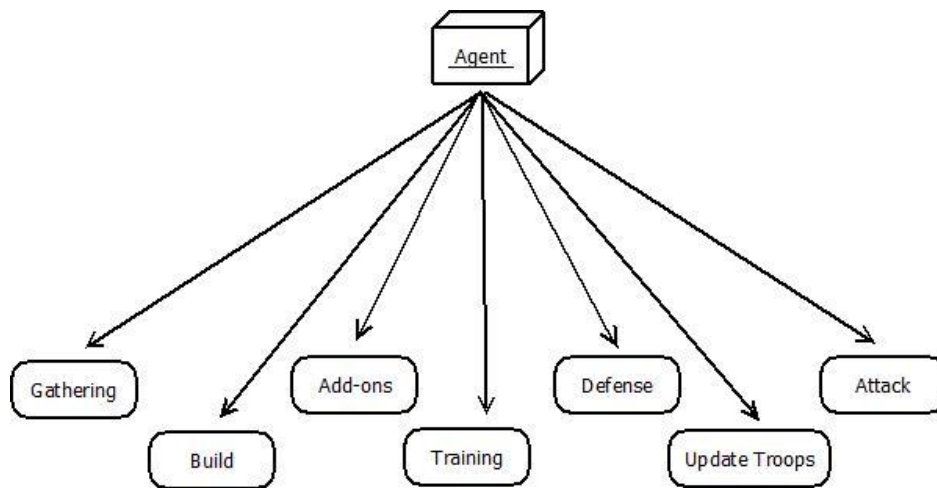 Agent
Gathering
Add-ons
Defense
Attack
Build
Training
Update Troops